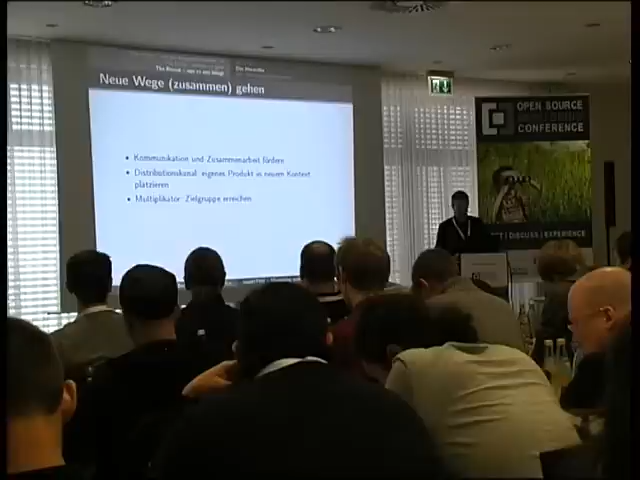 Neue Wege (zusammen) gehen
• Kommunikation und Zusammenarbeit fördern
• Distributionskanal: eigenes Produkt in neuem Kontext
platzieren
• Multiplikator: Zielgruppe erreichen
OPEN SOURCE
CONFERENCE
| DISCUSS | EXPERIENCE